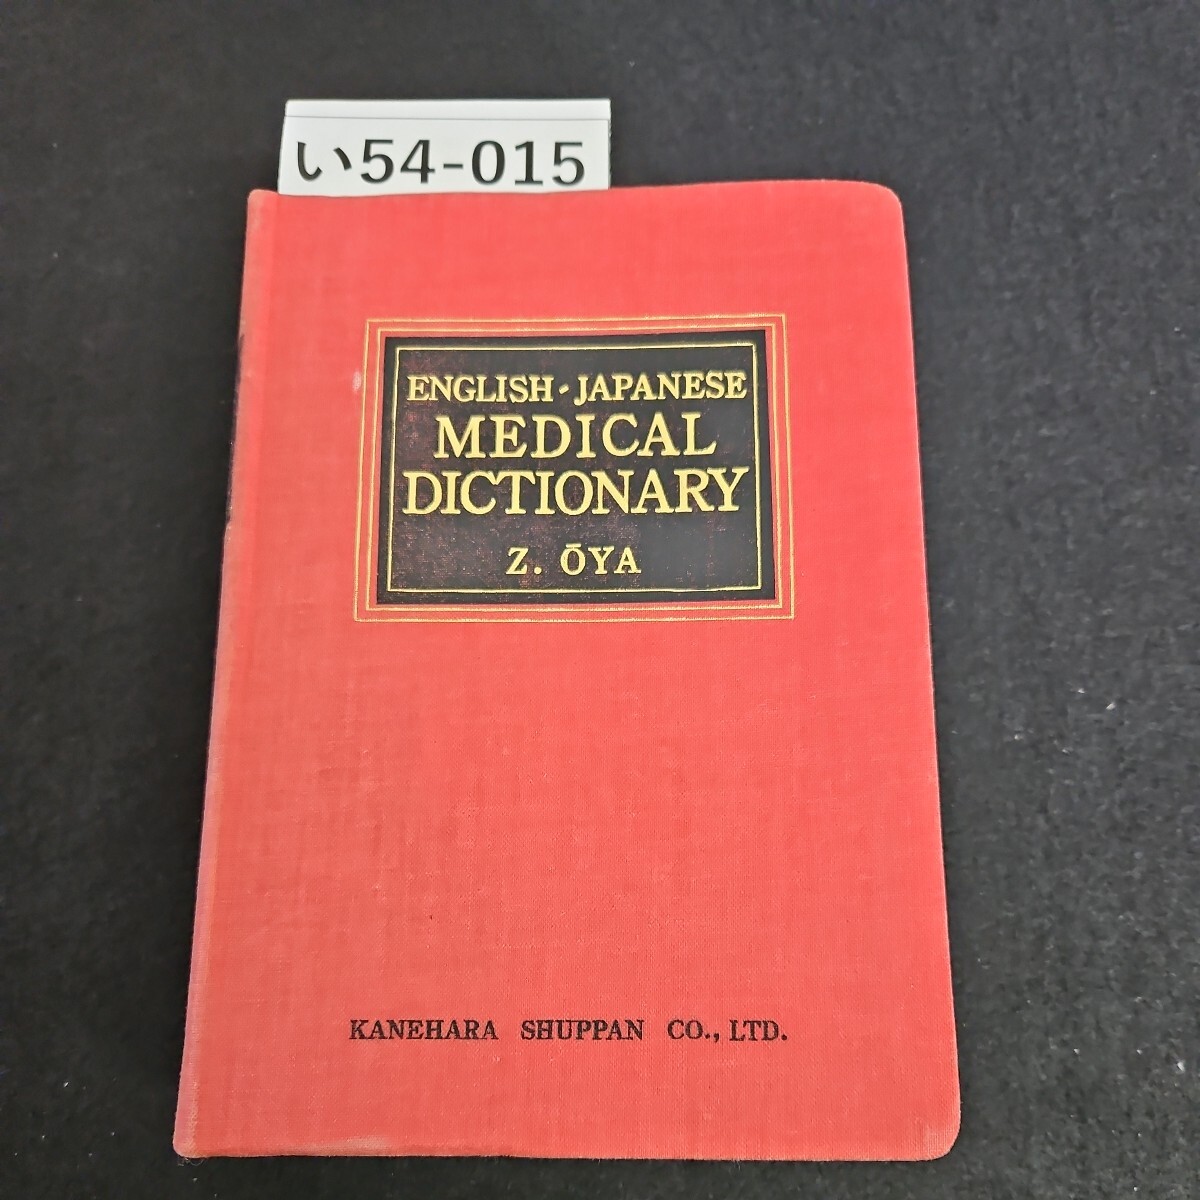 い54-015
ENGLISH-JAPANESE
MEDICAL
DICTIONARY
Z. ŌYA
KANEHARA SHUPPAN CO., LTD.